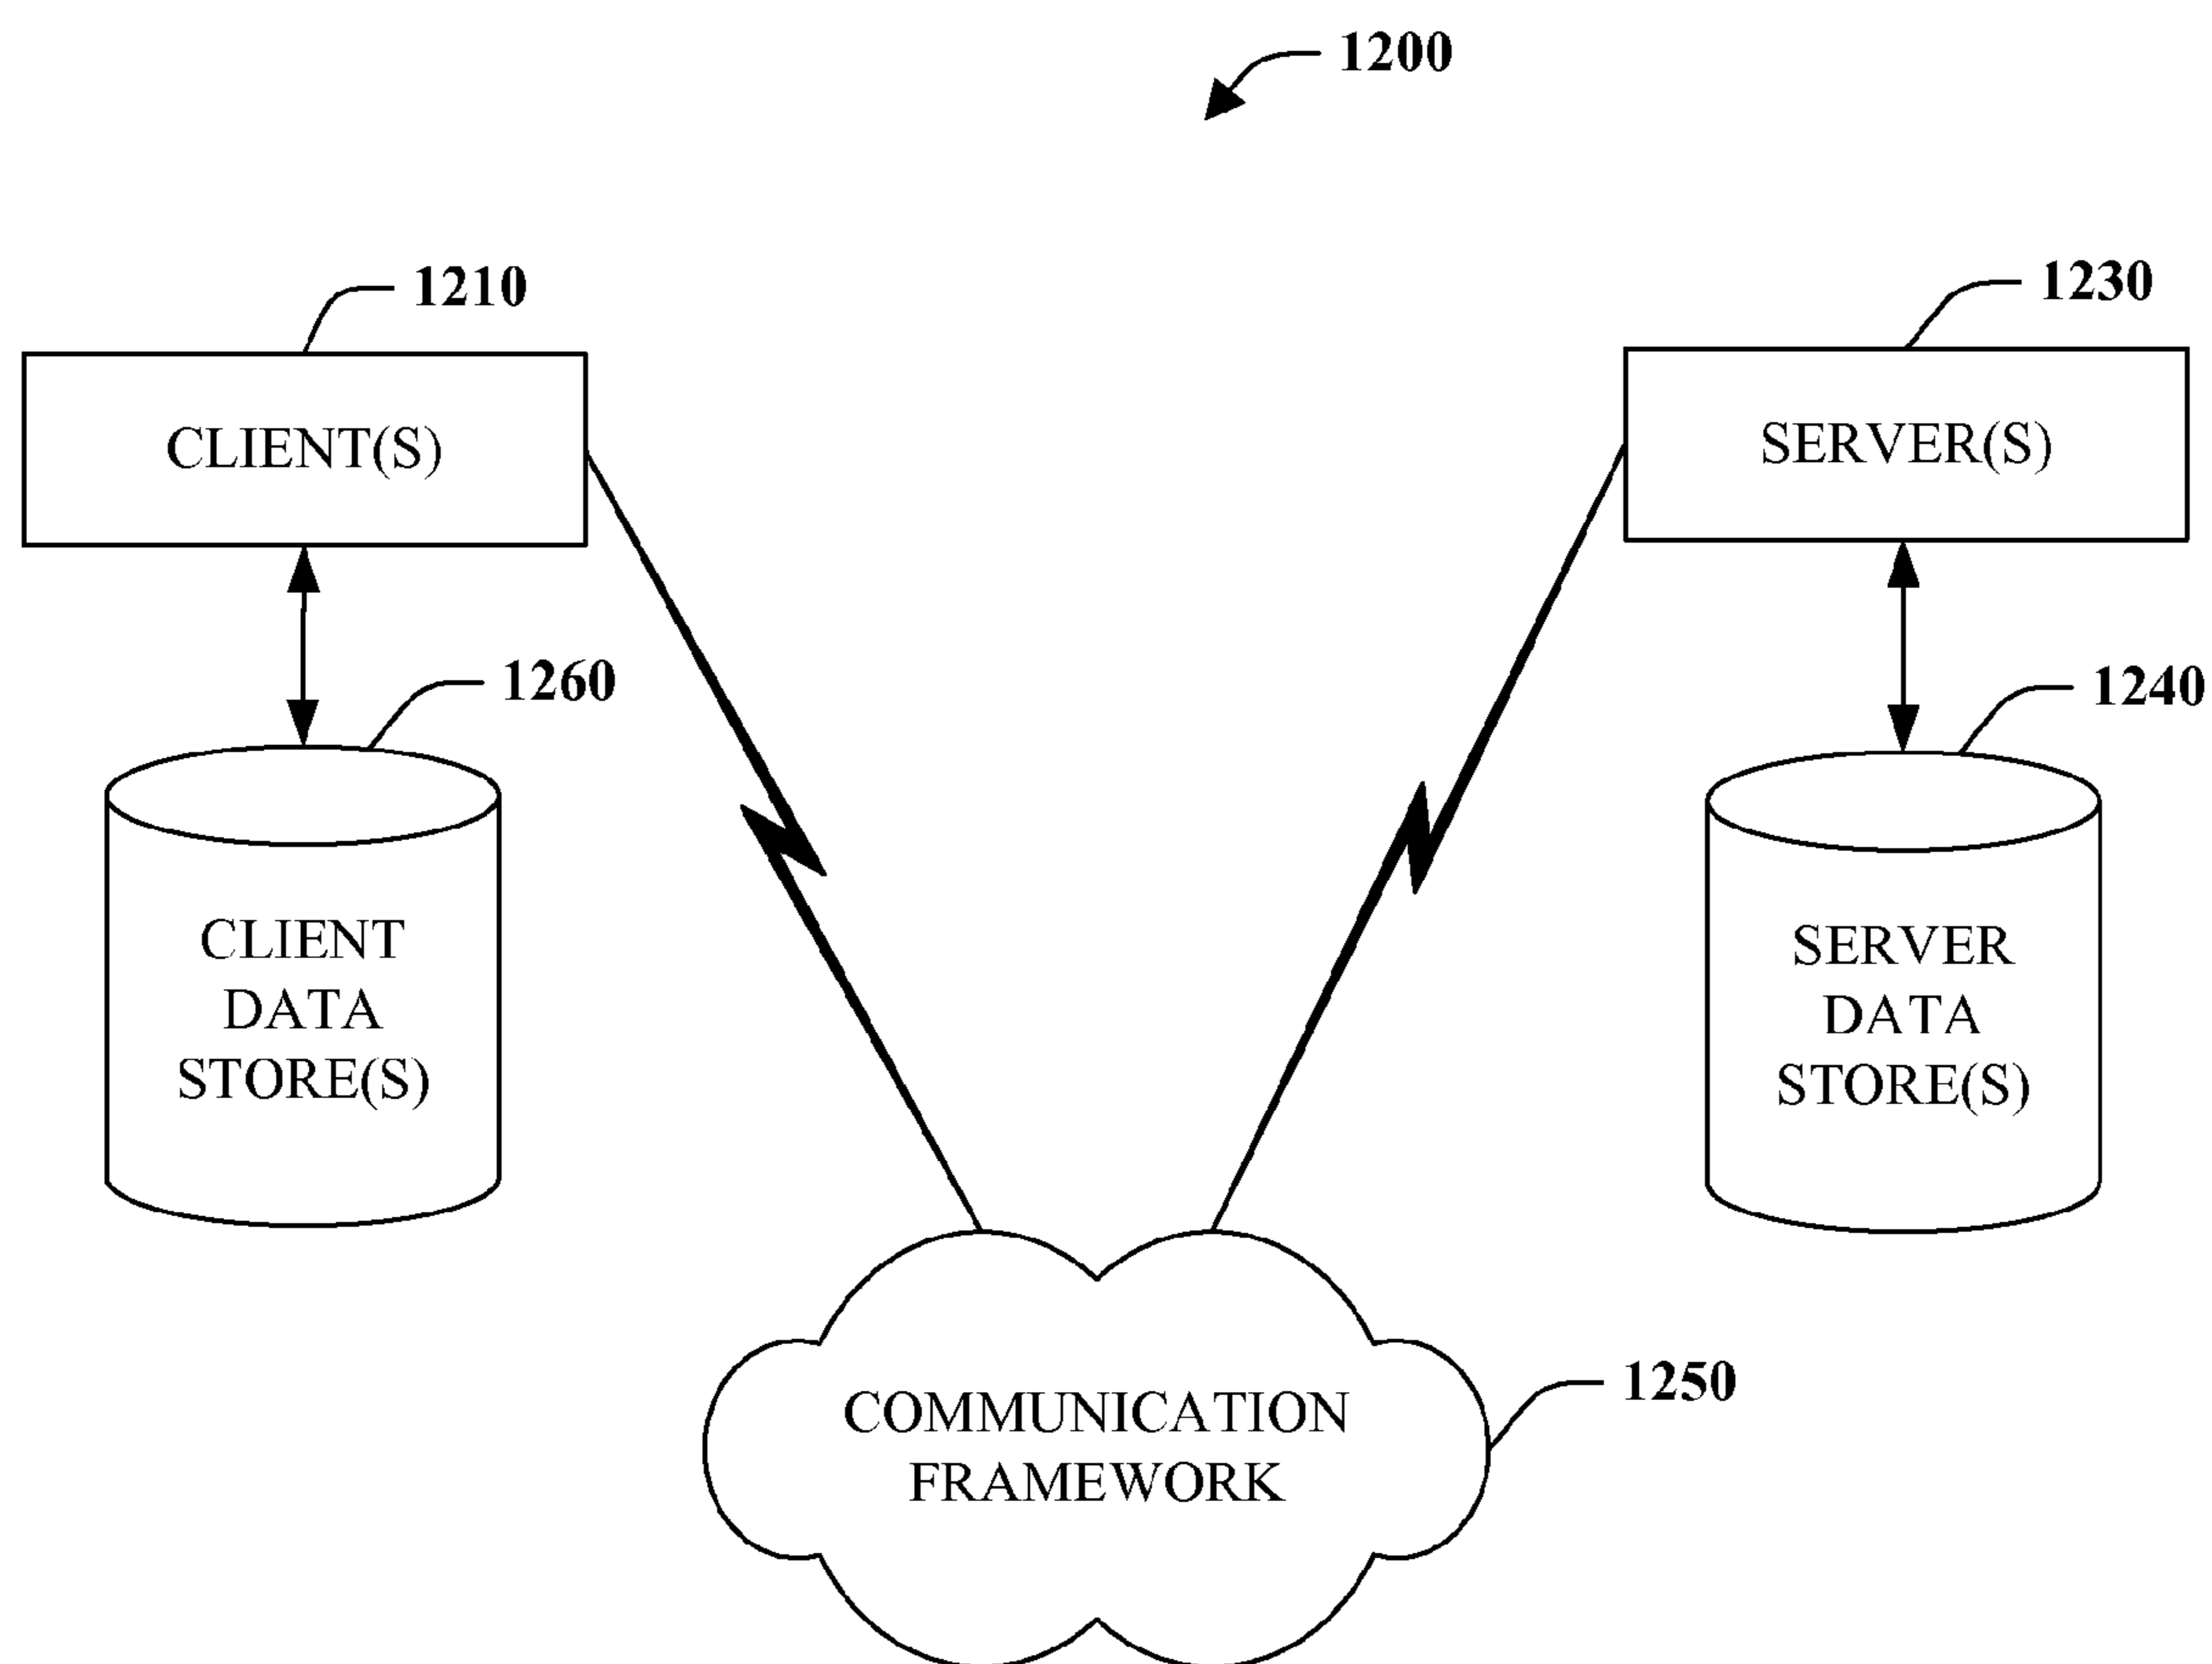 1200
1210
1230
CLIENT(S)
SERVER(S)
1260
1240
CLIENT
DATA
STORE(S)
SERVER
DATA
STORE(S)
COMMUNICATION
FRAMEWORK
1250